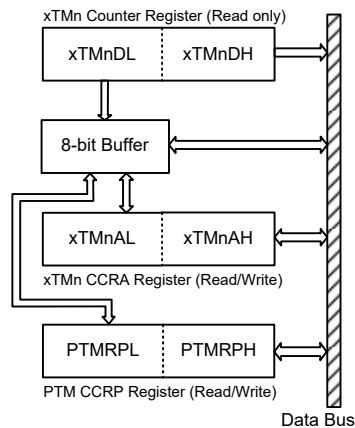 xTMn Counter Register (Read only)
xTMnDL xTMnDH
8-bit Buffer
xTMnAL xTMnAH
xTMn CCRA Register (Read/Write)
PTMRPL PTMRPH
PTM CCRP Register (Read/Write)
Data Bus